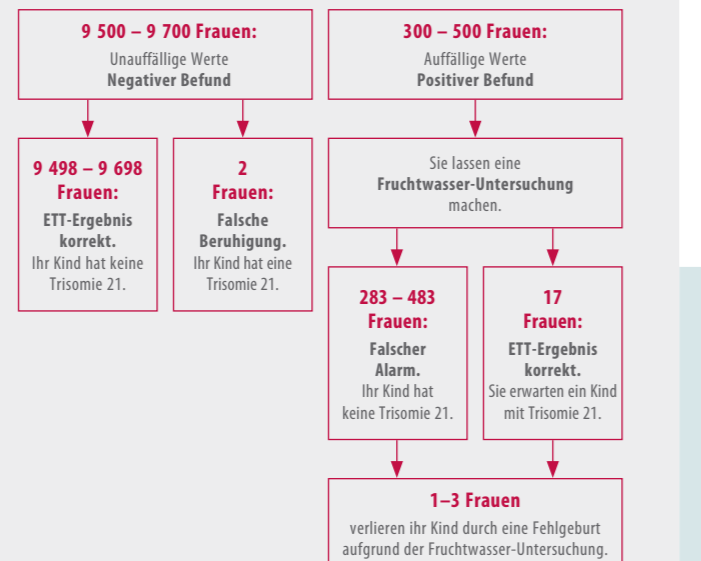 9 500 – 9 700 Frauen:
Unauffällige Werte
Negativer Befund
300 – 500 Frauen:
Auffällige Werte
Positiver Befund
9 498 – 9 698
Frauen:
ETT-Ergebnis
korrekt.
Ihr Kind hat keine
Trisomie 21.
2
Frauen:
Falsche
Beruhigung.
Ihr Kind hat eine
Trisomie 21.
Sie lassen eine
Fruchtwasser-Untersuchung
machen.
283 – 483
Frauen:
Falscher
Alarm.
Ihr Kind hat
keine Trisomie 21.
17
Frauen:
ETT-Ergebnis
korrekt.
Sie erwarten ein Kind
mit Trisomie 21.
1–3 Frauen
verlieren ihr Kind durch eine Fehlgeburt
aufgrund der Fruchtwasser-Untersuchung.